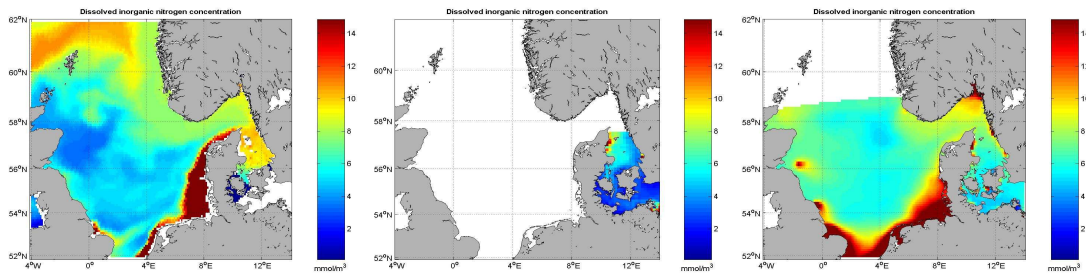 Dissolved inorganic nitrogen concentration
62°N
60°N
58°N
56°N
54°N
52°N
4°W 0° 4°E 8°E 12°E
14
12
10
8
6
4
2
mmol/m³
Dissolved inorganic nitrogen concentration
62°N
60°N
58°N
56°N
54°N
52°N
4°W 0° 4°E 8°E 12°E
14
12
10
8
6
4
2
mmol/m³
Dissolved inorganic nitrogen concentration
62°N
60°N
58°N
56°N
54°N
52°N
4°W 0° 4°E 8°E 12°E
14
12
10
8
6
4
2
mmol/m³